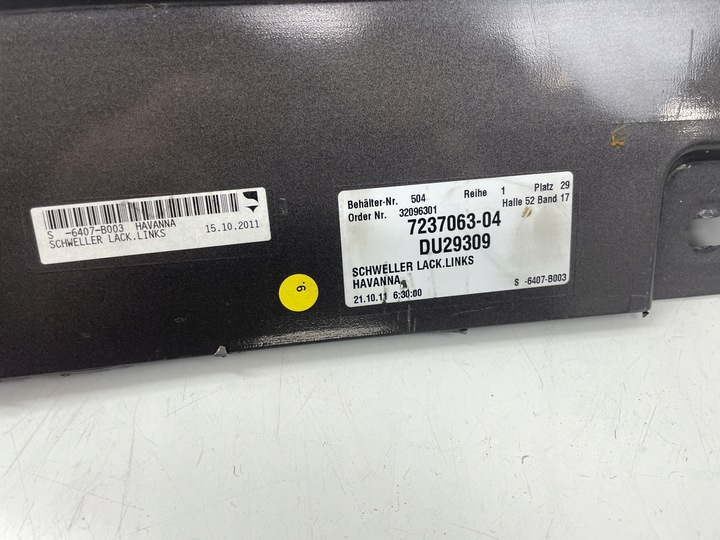 S -6407-B003 HAVANNA 15.10.2011
SCHWELLER LACK.LINKS
9.
Behälter-Nr. 504 Reihe 1 Platz 29
Order Nr. 32096301 Halle 52 Band 17
7237063-04
DU29309
SCHWELLER LACK.LINKS
HAVANNA
21.10.11 6:30:00 S -6407-B003